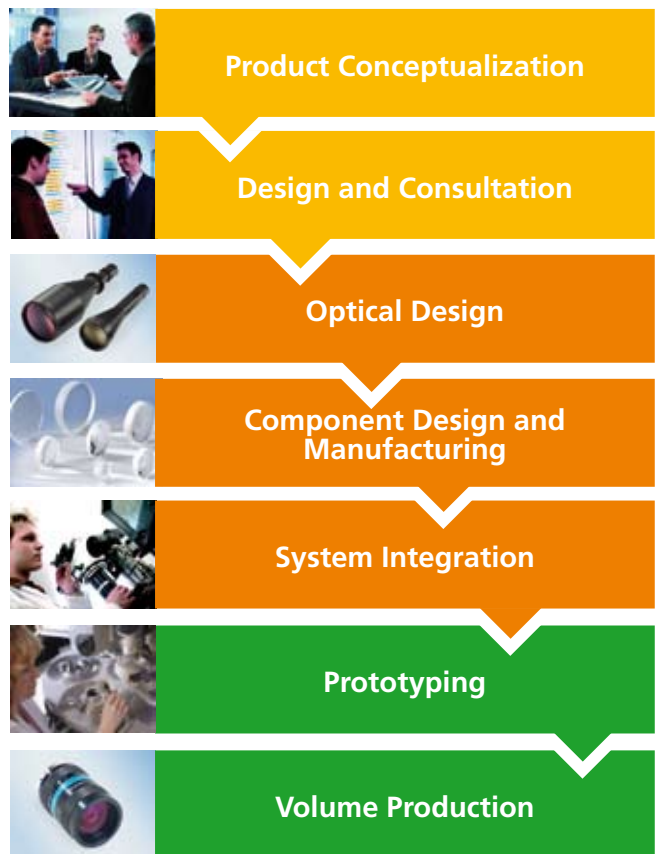 Product Conceptualization
Design and Consultation
Optical Design
Component Design and
Manufacturing
System Integration
Prototyping
Volume Production